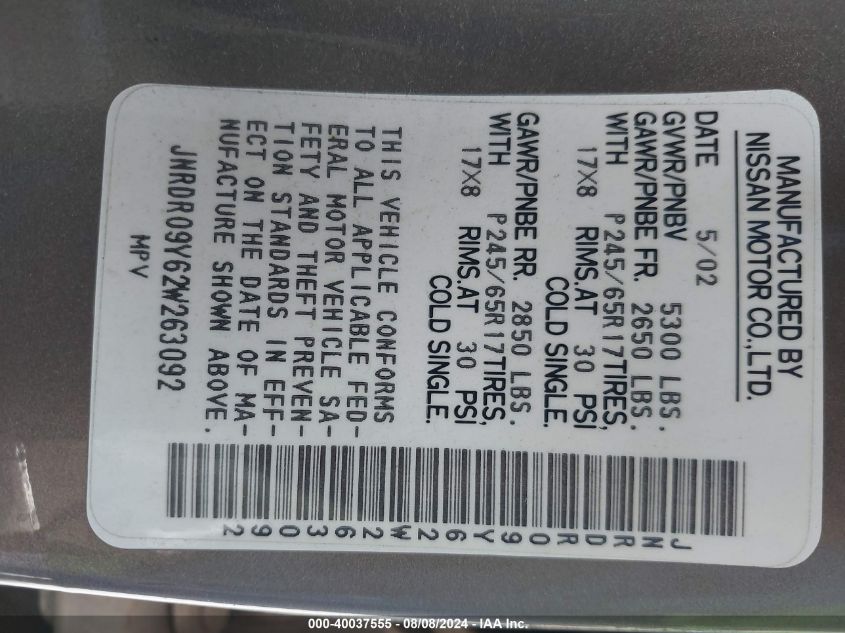 MANUFACTURED BY
NISSAN MOTOR CO.,LTD.
DATE 5/02
GVWR/PNBV 5300 LBS.
GAWR/PNBE FR. 2650 LBS.
WITH P245/65R17TIRES,
17X8 RIMS.AT 30 PSI
COLD SINGLE.
GAWR/PNBE RR. 2850 LBS.
WITH P245/65R17TIRES,
17X8 RIMS.AT 30 PSI
COLD SINGLE.
THIS VEHICLE CONFORMS
TO ALL APPLICABLE FED-
ERAL MOTOR VEHICLE SA-
FETY AND THEFT PREVEN-
TION STANDARDS IN EFF-
ECT ON THE DATE OF MA-
NUFACTURE SHOWN ABOVE.
JNRDR09Y62W263092
MPV
JNRDR09Y62W263092
000-40037555 - 08/08/2024 - IAA Inc.